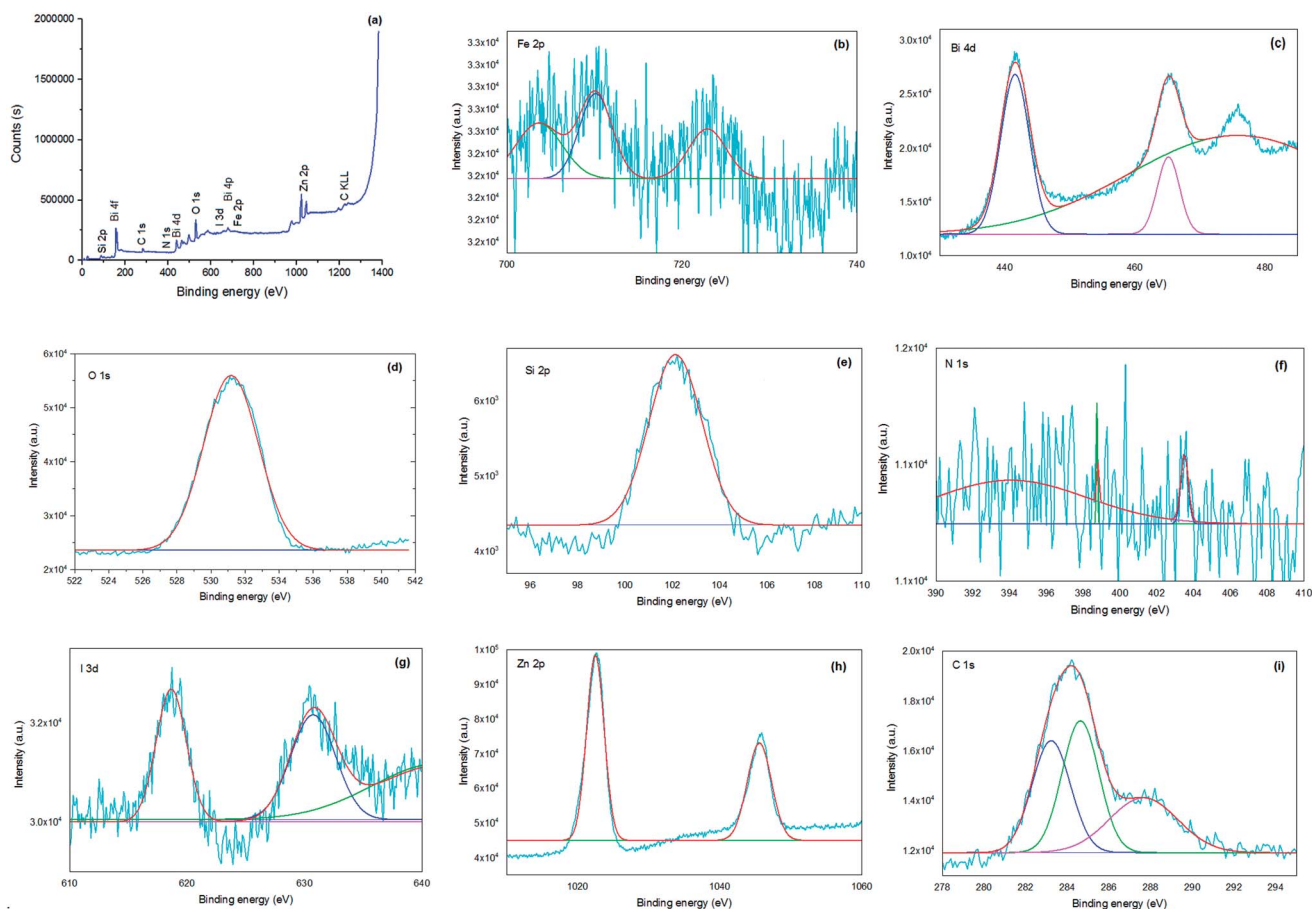 (a)
2000000
1500000
1000000
500000
0
Counts (s)
Si 2p
Bi 4f
C 1s
N 1s
Bi 4d
O 1s
I 3d
Bi 4p
Fe 2p
Zn 2p
C KLL
0 200 400 600 800 1000 1200 1400
Binding energy (eV)
Fe 2p
(b)
3.3x10⁴
3.3x10⁴
3.3x10⁴
3.3x10⁴
3.2x10⁴
3.2x10⁴
3.2x10⁴
3.2x10⁴
3.2x10⁴
Intensity (a.u.)
700 720 740
Binding energy (eV)
Bi 4d
(c)
3.0x10⁴
2.5x10⁴
2.0x10⁴
1.5x10⁴
1.0x10⁴
Intensity (a.u.)
440 460 480
Binding energy (eV)
O 1s
(d)
6x10⁴
5x10⁴
4x10⁴
3x10⁴
2x10⁴
Intensity (a.u.)
522 524 526 528 530 532 534 536 538 540 542
Binding energy (eV)
Si 2p
(e)
6x10³
5x10³
4x10³
Intensity (a.u.)
96 98 100 102 104 106 108 110
Binding energy (eV)
N 1s
(f)
1.2x10⁴
1.1x10⁴
1.1x10⁴
Intensity (a.u.)
390 392 394 396 398 400 402 404 406 408 410
Binding energy (eV)
I 3d
(g)
3.2x10⁴
3.0x10⁴
Intensity (a.u.)
610 620 630 640
Binding energy (eV)
Zn 2p
(h)
1x10⁵
9x10⁴
8x10⁴
7x10⁴
6x10⁴
5x10⁴
4x10⁴
Intensity (a.u.)
1020 1040 1060
Binding energy (eV)
C 1s
(i)
2.0x10⁴
1.8x10⁴
1.6x10⁴
1.4x10⁴
1.2x10⁴
Intensity (a.u.)
278 280 282 284 286 288 290 292 294
Binding energy (eV)